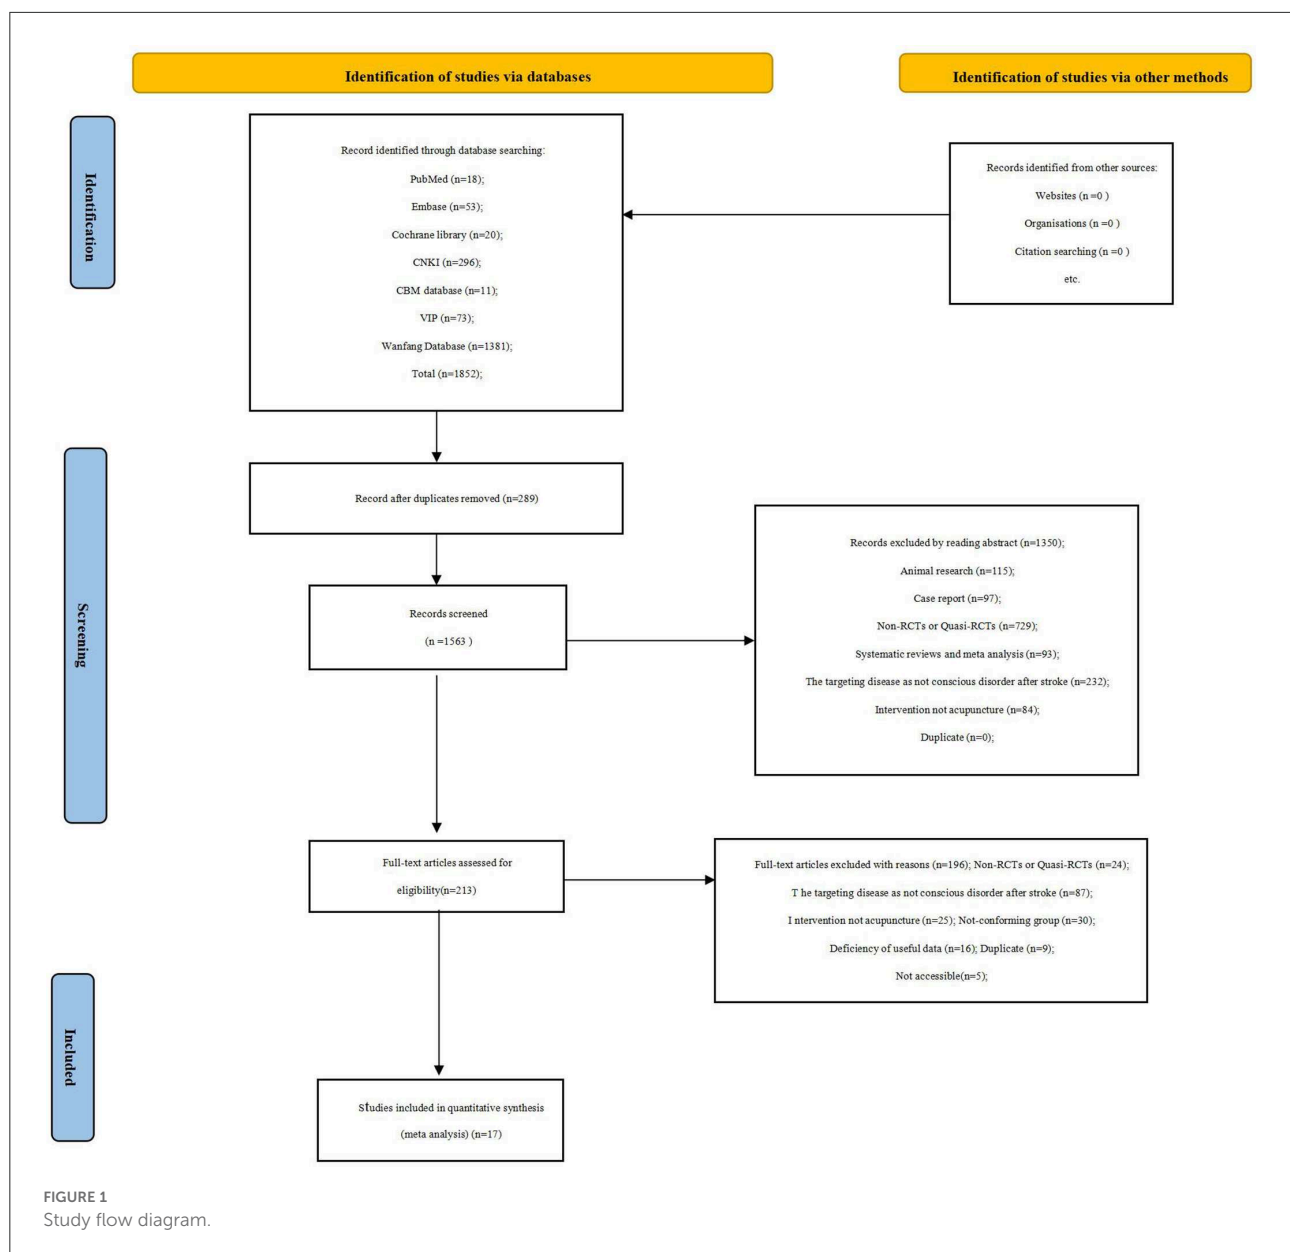 Identification of studies via databases
Identification of studies via other methods
Identification
Record identified through database searching:
PubMed (n=18);
Embase (n=53);
Cochrane library (n=20);
CNKI (n=296);
CBM database (n=11);
VIP (n=73);
Wanfang Database (n=1381);
Total (n=1852);
Records identified from other sources:
Websites (n =0 )
Organisations (n =0 )
Citation searching (n =0 )
etc.
Screening
Record after duplicates removed (n=289)
Records screened
(n =1563 )
Records excluded by reading abstract (n=1350);
Animal research (n=115);
Case report (n=97);
Non-RCTs or Quasi-RCTs (n=729);
Systematic reviews and meta analysis (n=93);
The targeting disease as not conscious disorder after stroke (n=232);
Intervention not acupuncture (n=84);
Duplicate (n=0);
Full-text articles assessed for
eligibility(n=213)
Full-text articles excluded with reasons (n=196); Non-RCTs or Quasi-RCTs (n=24);
T he targeting disease as not conscious disorder after stroke (n=87);
I ntervention not acupuncture (n=25); Not-conforming group (n=30);
Deficiency of useful data (n=16); Duplicate (n=9);
Not accessible(n=5);
Included
Studies included in quantitative synthesis
(meta analysis) (n=17)
FIGURE 1
Study flow diagram.